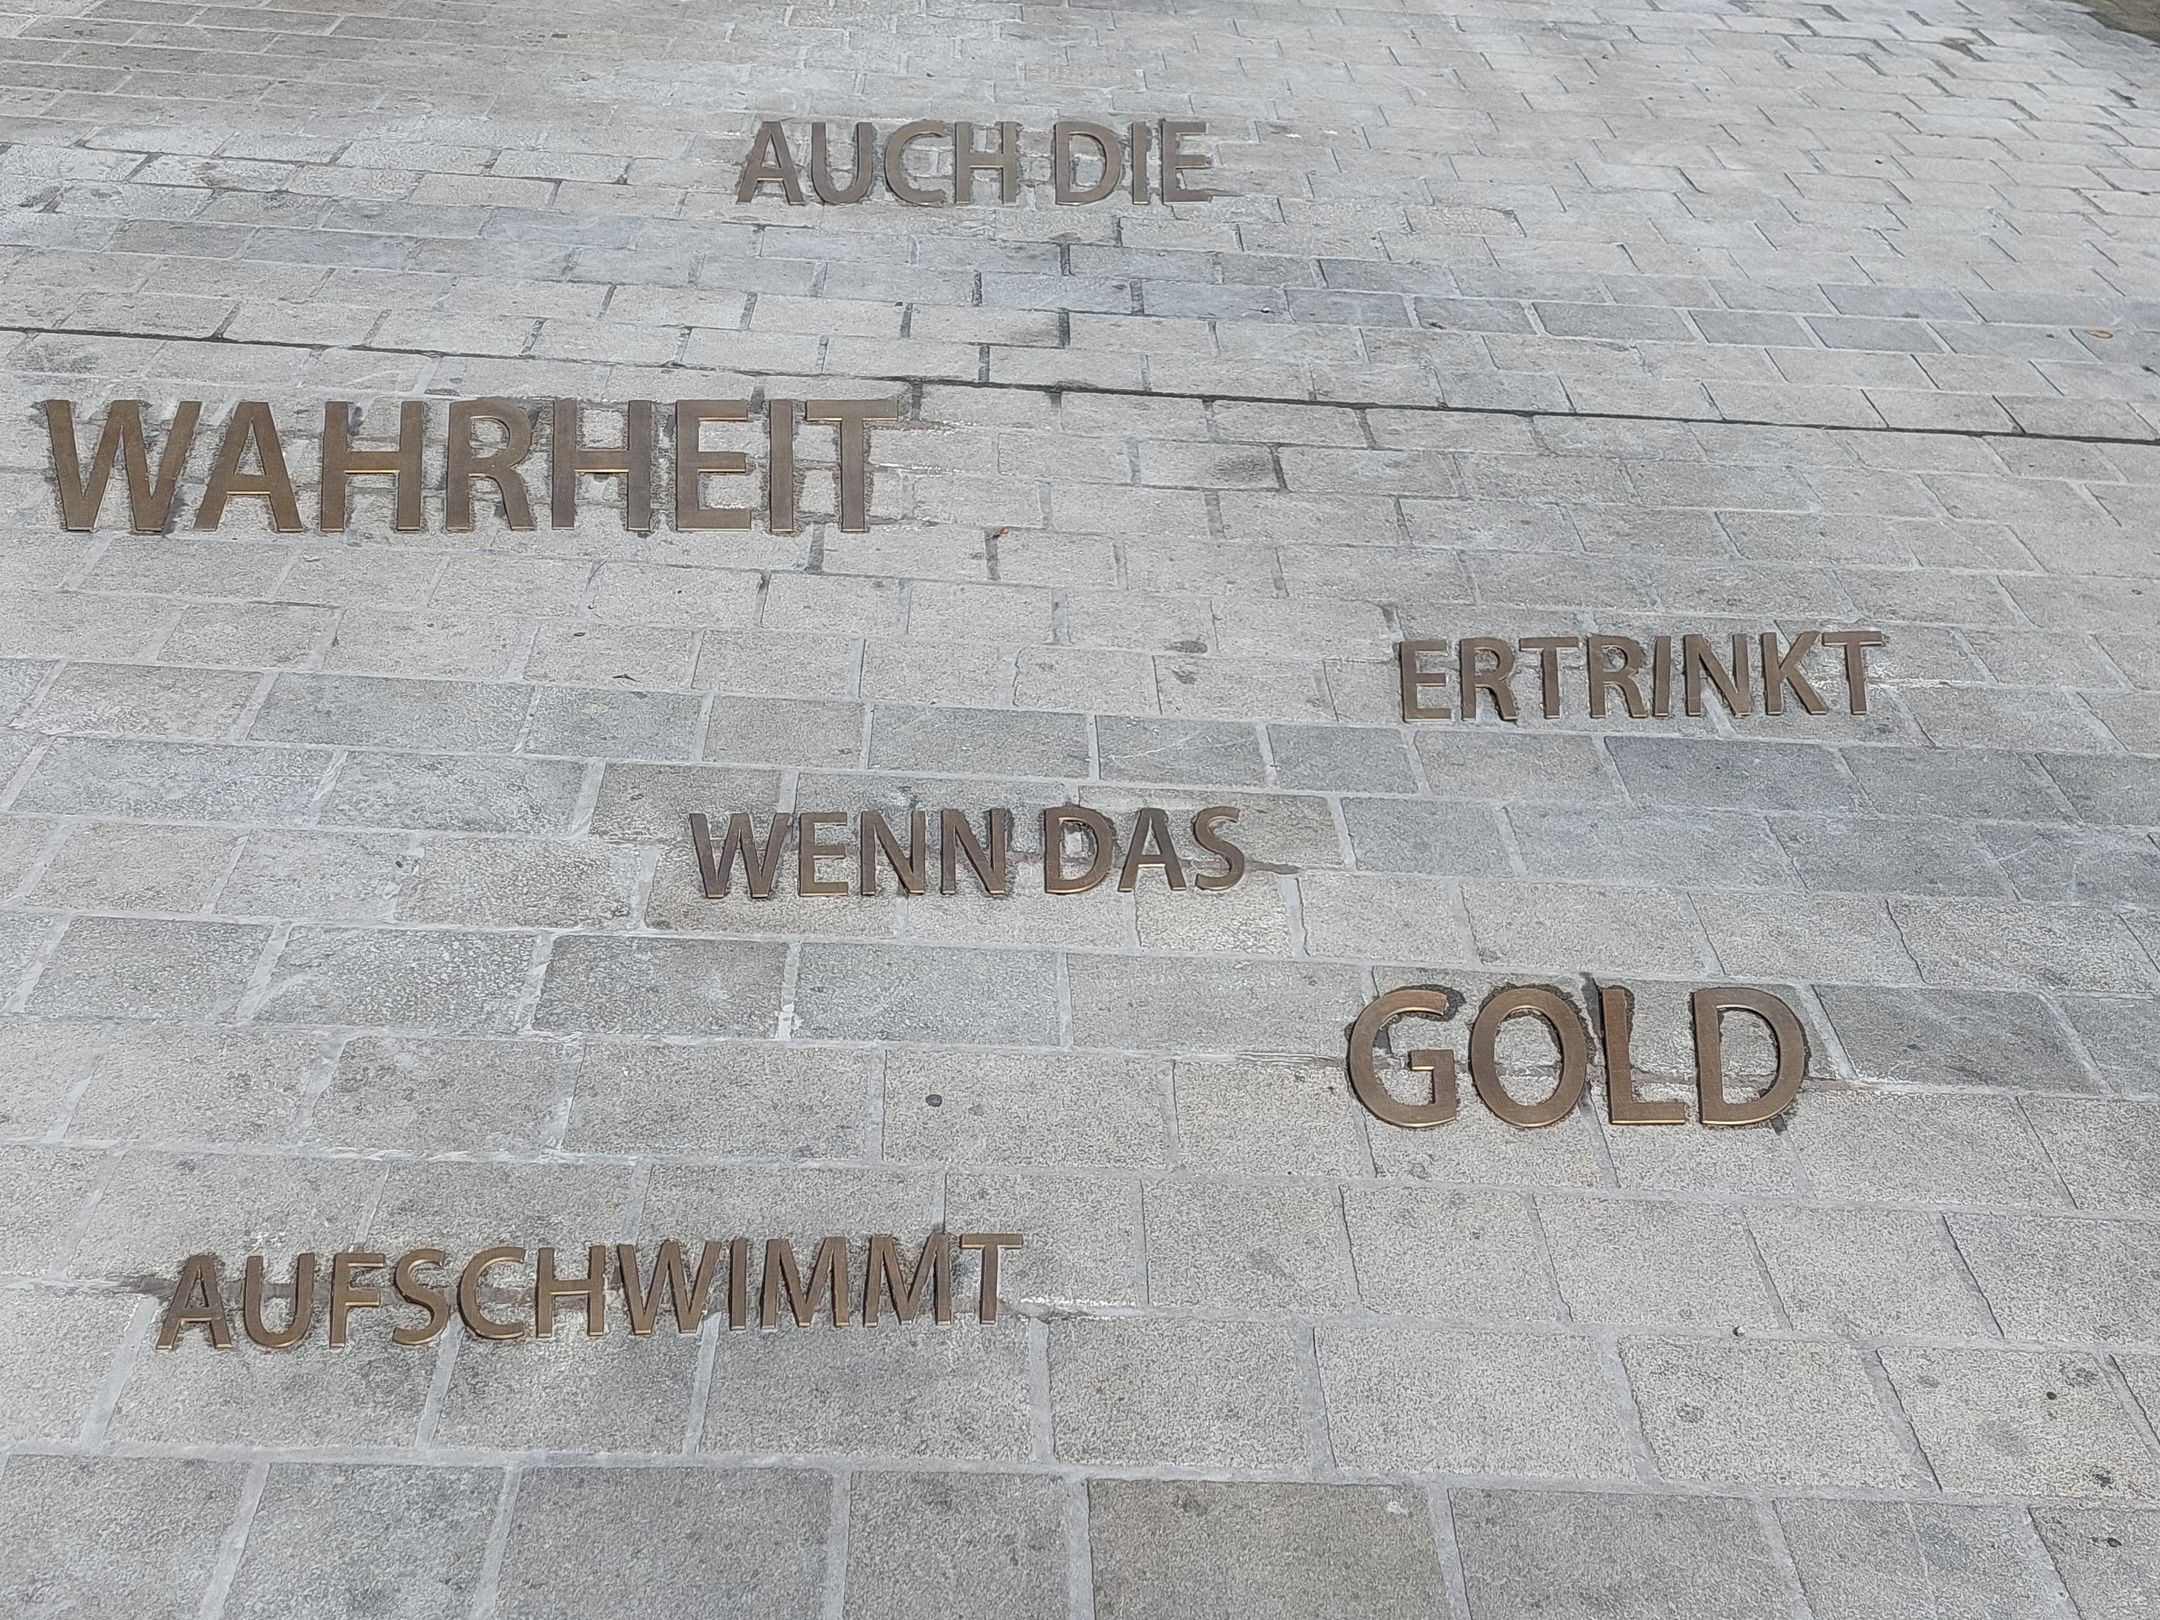 AUCH DIE
WAHRHEIT
ERTRINKT
WENN DAS
GOLD
AUFSCHWIMMT